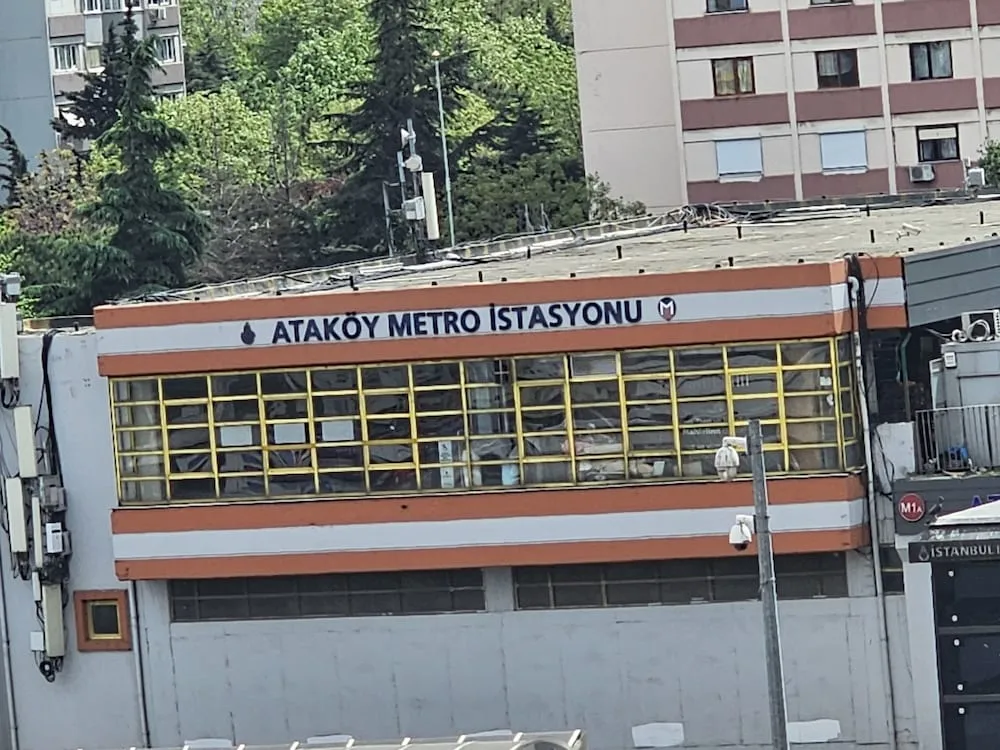 ATAKÖY METRO İSTASYONU M
M1A
İSTANBUL